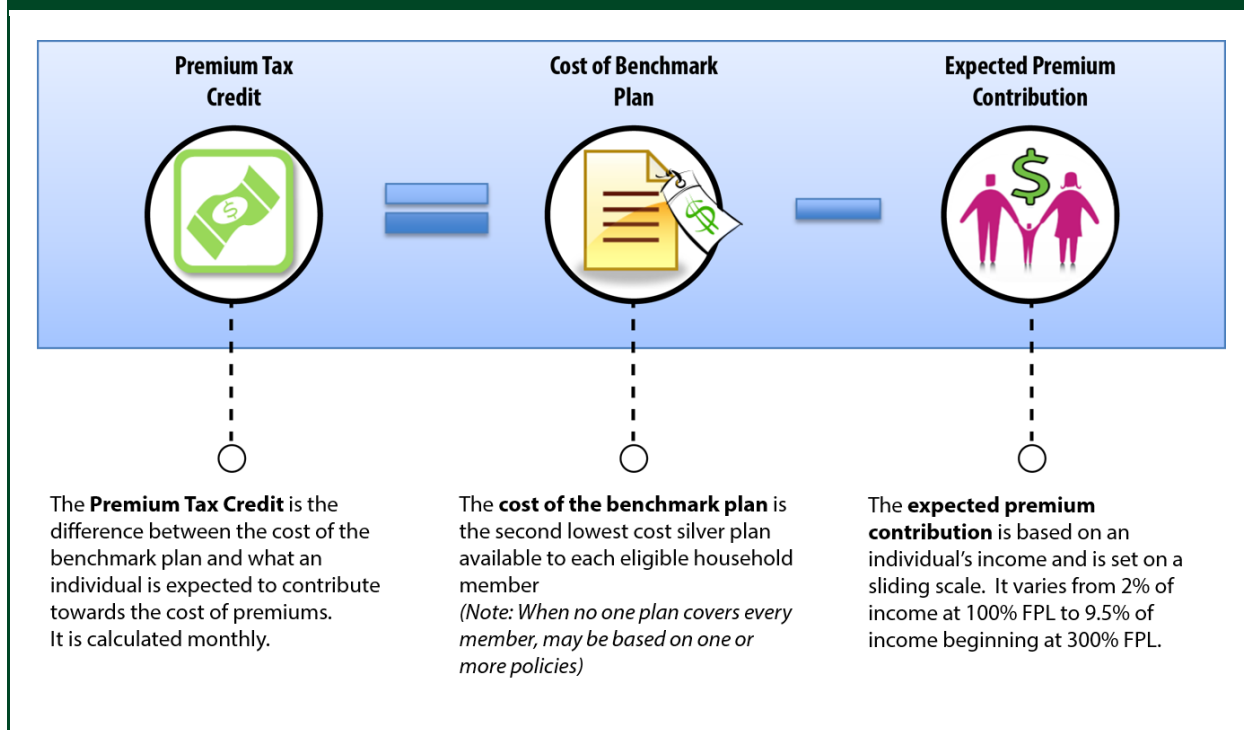 Premium Tax
Credit
Cost of Benchmark
Plan
Expected Premium
Contribution
$
$
$
The Premium Tax Credit is the
difference between the cost of the
benchmark plan and what an
individual is expected to contribute
towards the cost of premiums.
It is calculated monthly.
The cost of the benchmark plan is
the second lowest cost silver plan
available to each eligible household
member
(Note: When no one plan covers every
member, may be based on one or
more policies)
The expected premium
contribution is based on an
individual’s income and is set on a
sliding scale.  It varies from 2% of
income at 100% FPL to 9.5% of
income beginning at 300% FPL.